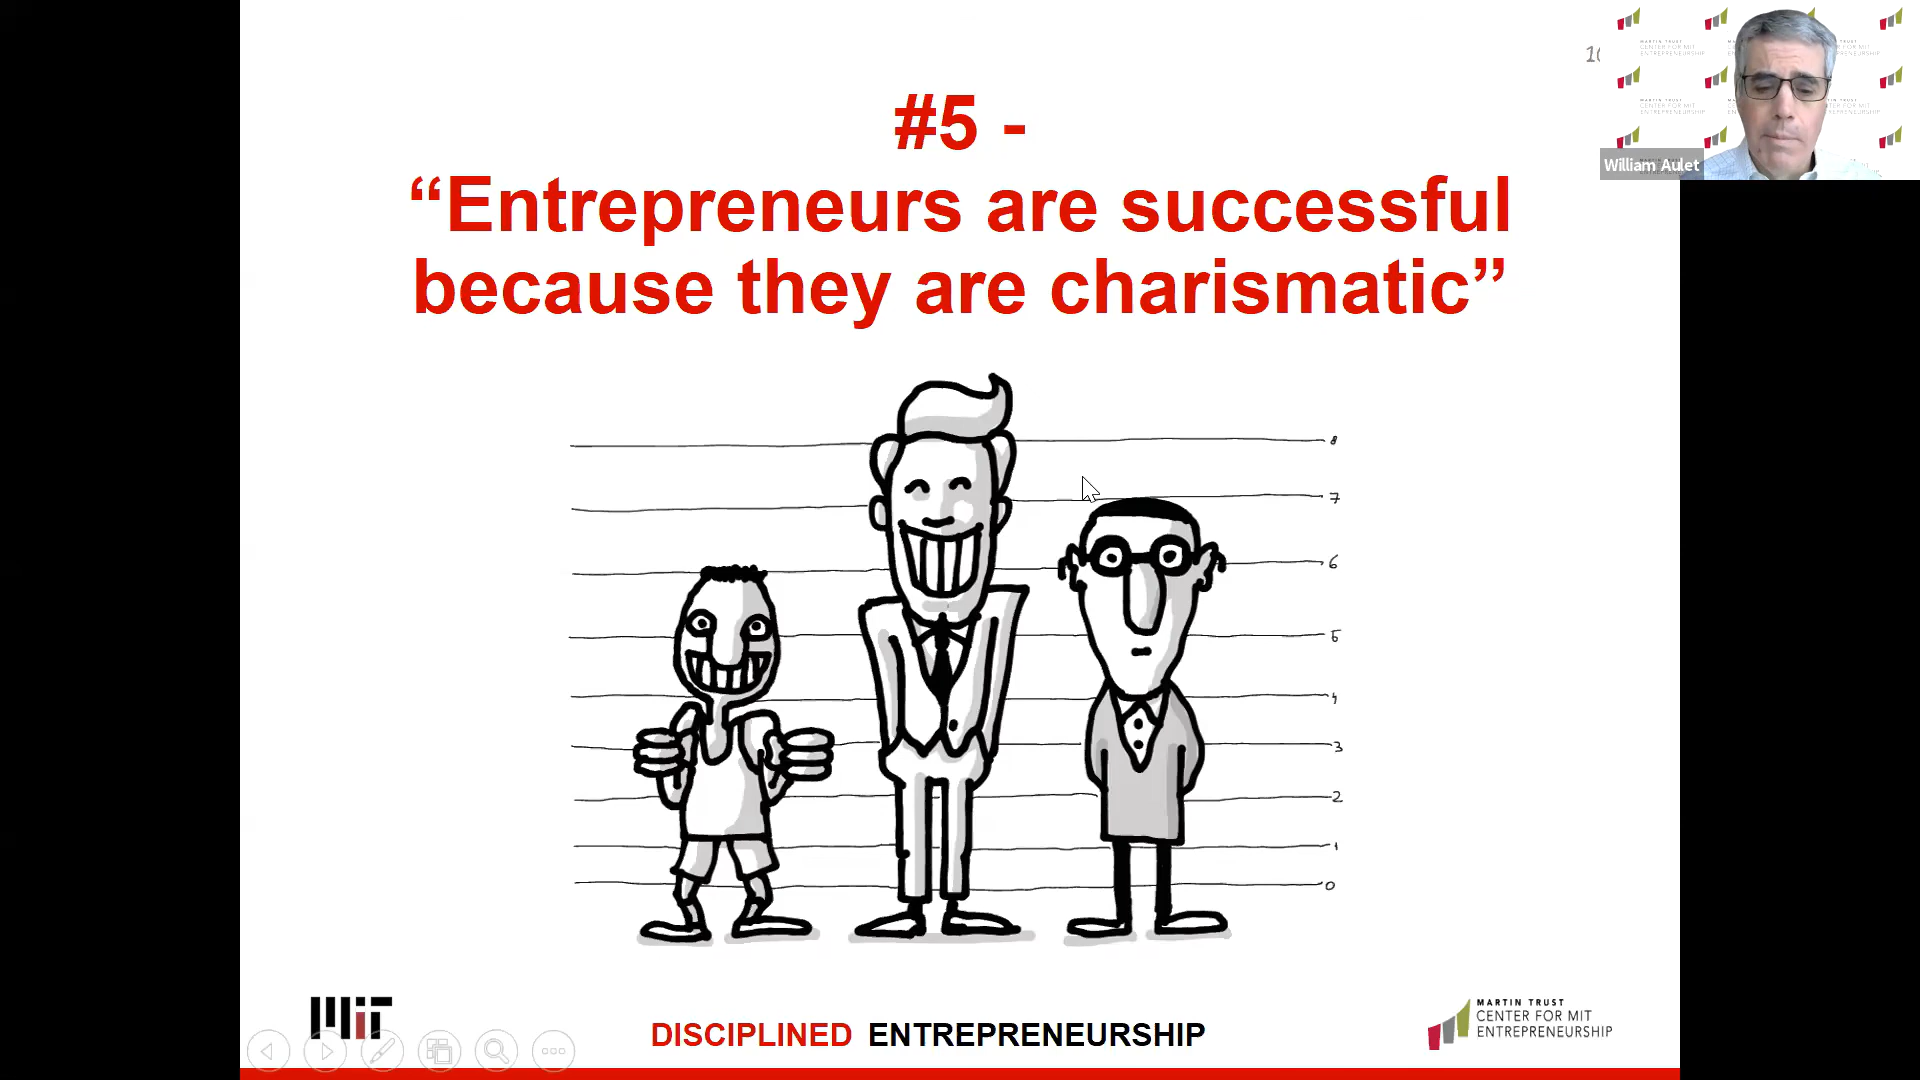 #5 -
“Entrepreneurs are successful
because they are charismatic”
William Aulet
8
7
6
5
4
3
2
1
0
MIT
DISCIPLINED ENTREPRENEURSHIP
MARTIN TRUST
CENTER FOR MIT
ENTREPRENEURSHIP